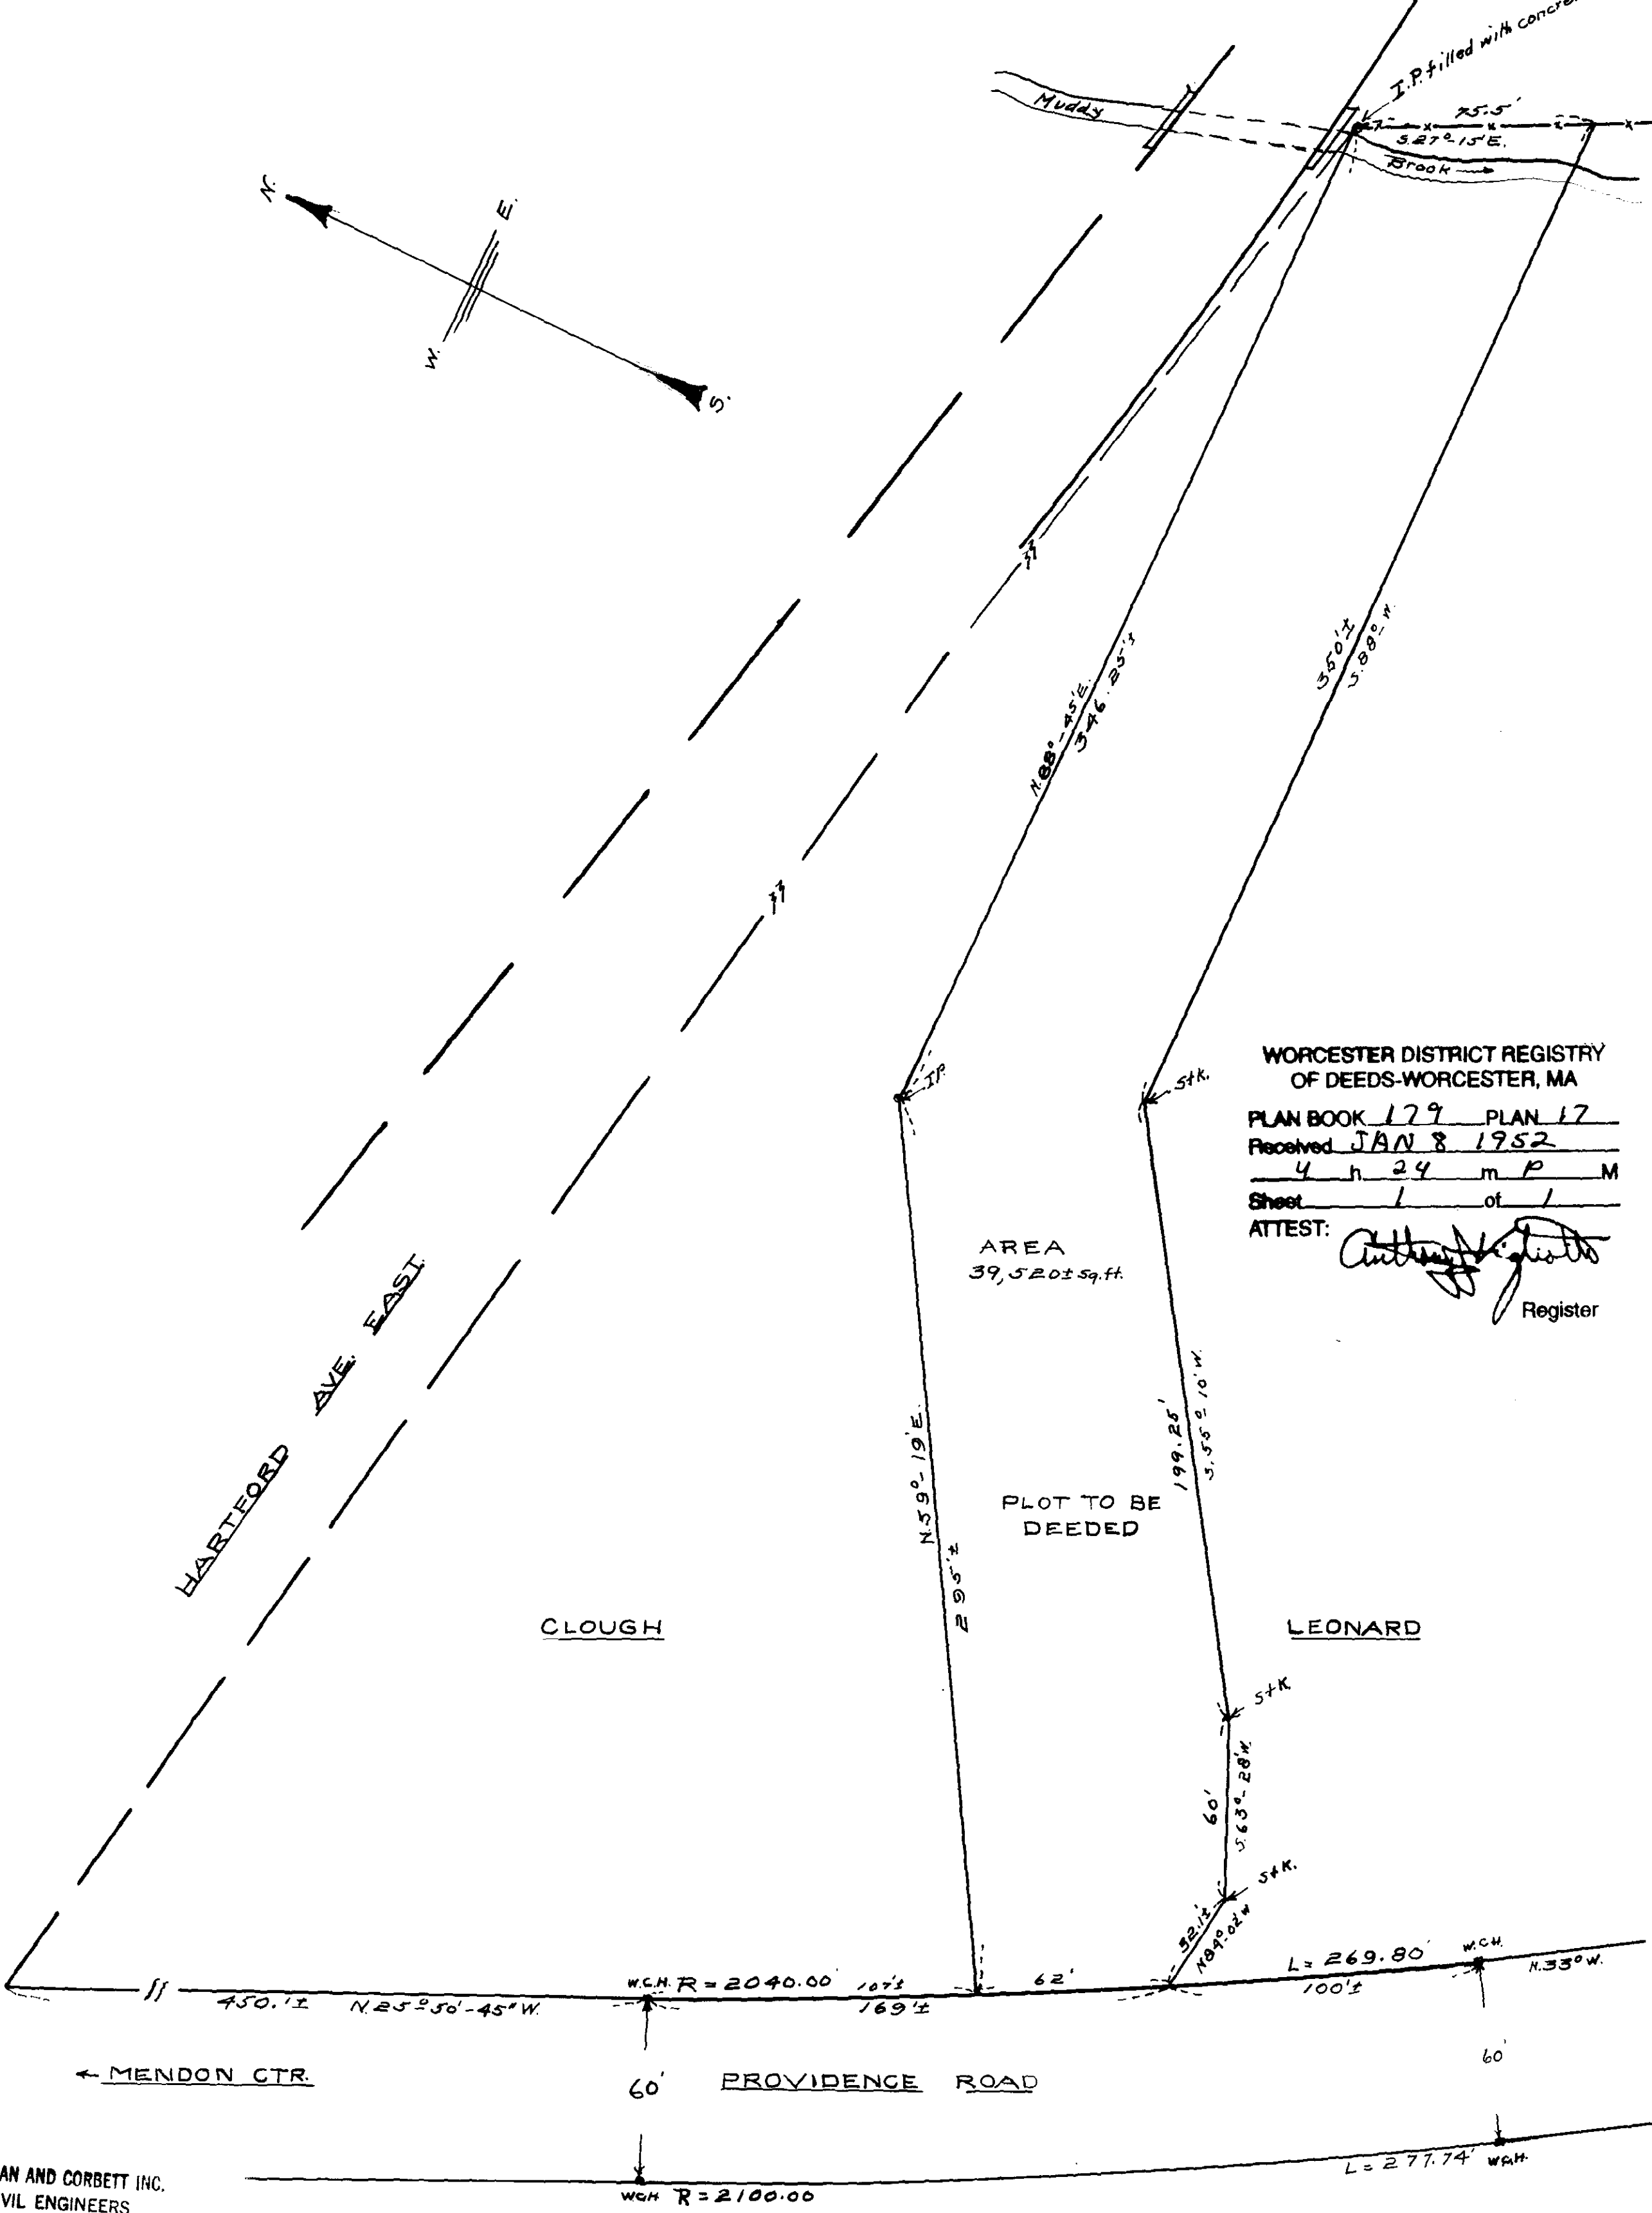 I.P. filled with
Muddy
75.5'
S.27°-15'E.
Brook
N.
E.
W.
S.
350'±
S.88°-W.
N.88°-45'E.
346.25'±
I.P.
Stk.
WORCESTER DISTRICT REGISTRY
OF DEEDS-WORCESTER, MA
PLAN BOOK 179 PLAN 17
Received JAN 8 1952
4 h 24 m P M
Sheet 1 of 1
ATTEST:
Register
AREA
39,520± sq.ft.
HARTFORD AVE. EAST.
N.59°-19'E.
295'±
199.25'
S.55°-10'W.
PLOT TO BE
DEEDED
CLOUGH
LEONARD
Stk.
60'
S.63°-28'W.
Stk.
32.1'±
N.84°-02'W
W.C.H. R = 2040.00'
107'±
62'
L = 269.80'
W.C.H.
N.33°W.
450.'±
N.25°-50'-45"W.
169'±
100'±
← MENDON CTR.
60'
PROVIDENCE ROAD
60'
AN AND CORBETT INC.
VIL ENGINEERS
WCH R = 2100.00
L = 277.74'
WCH.